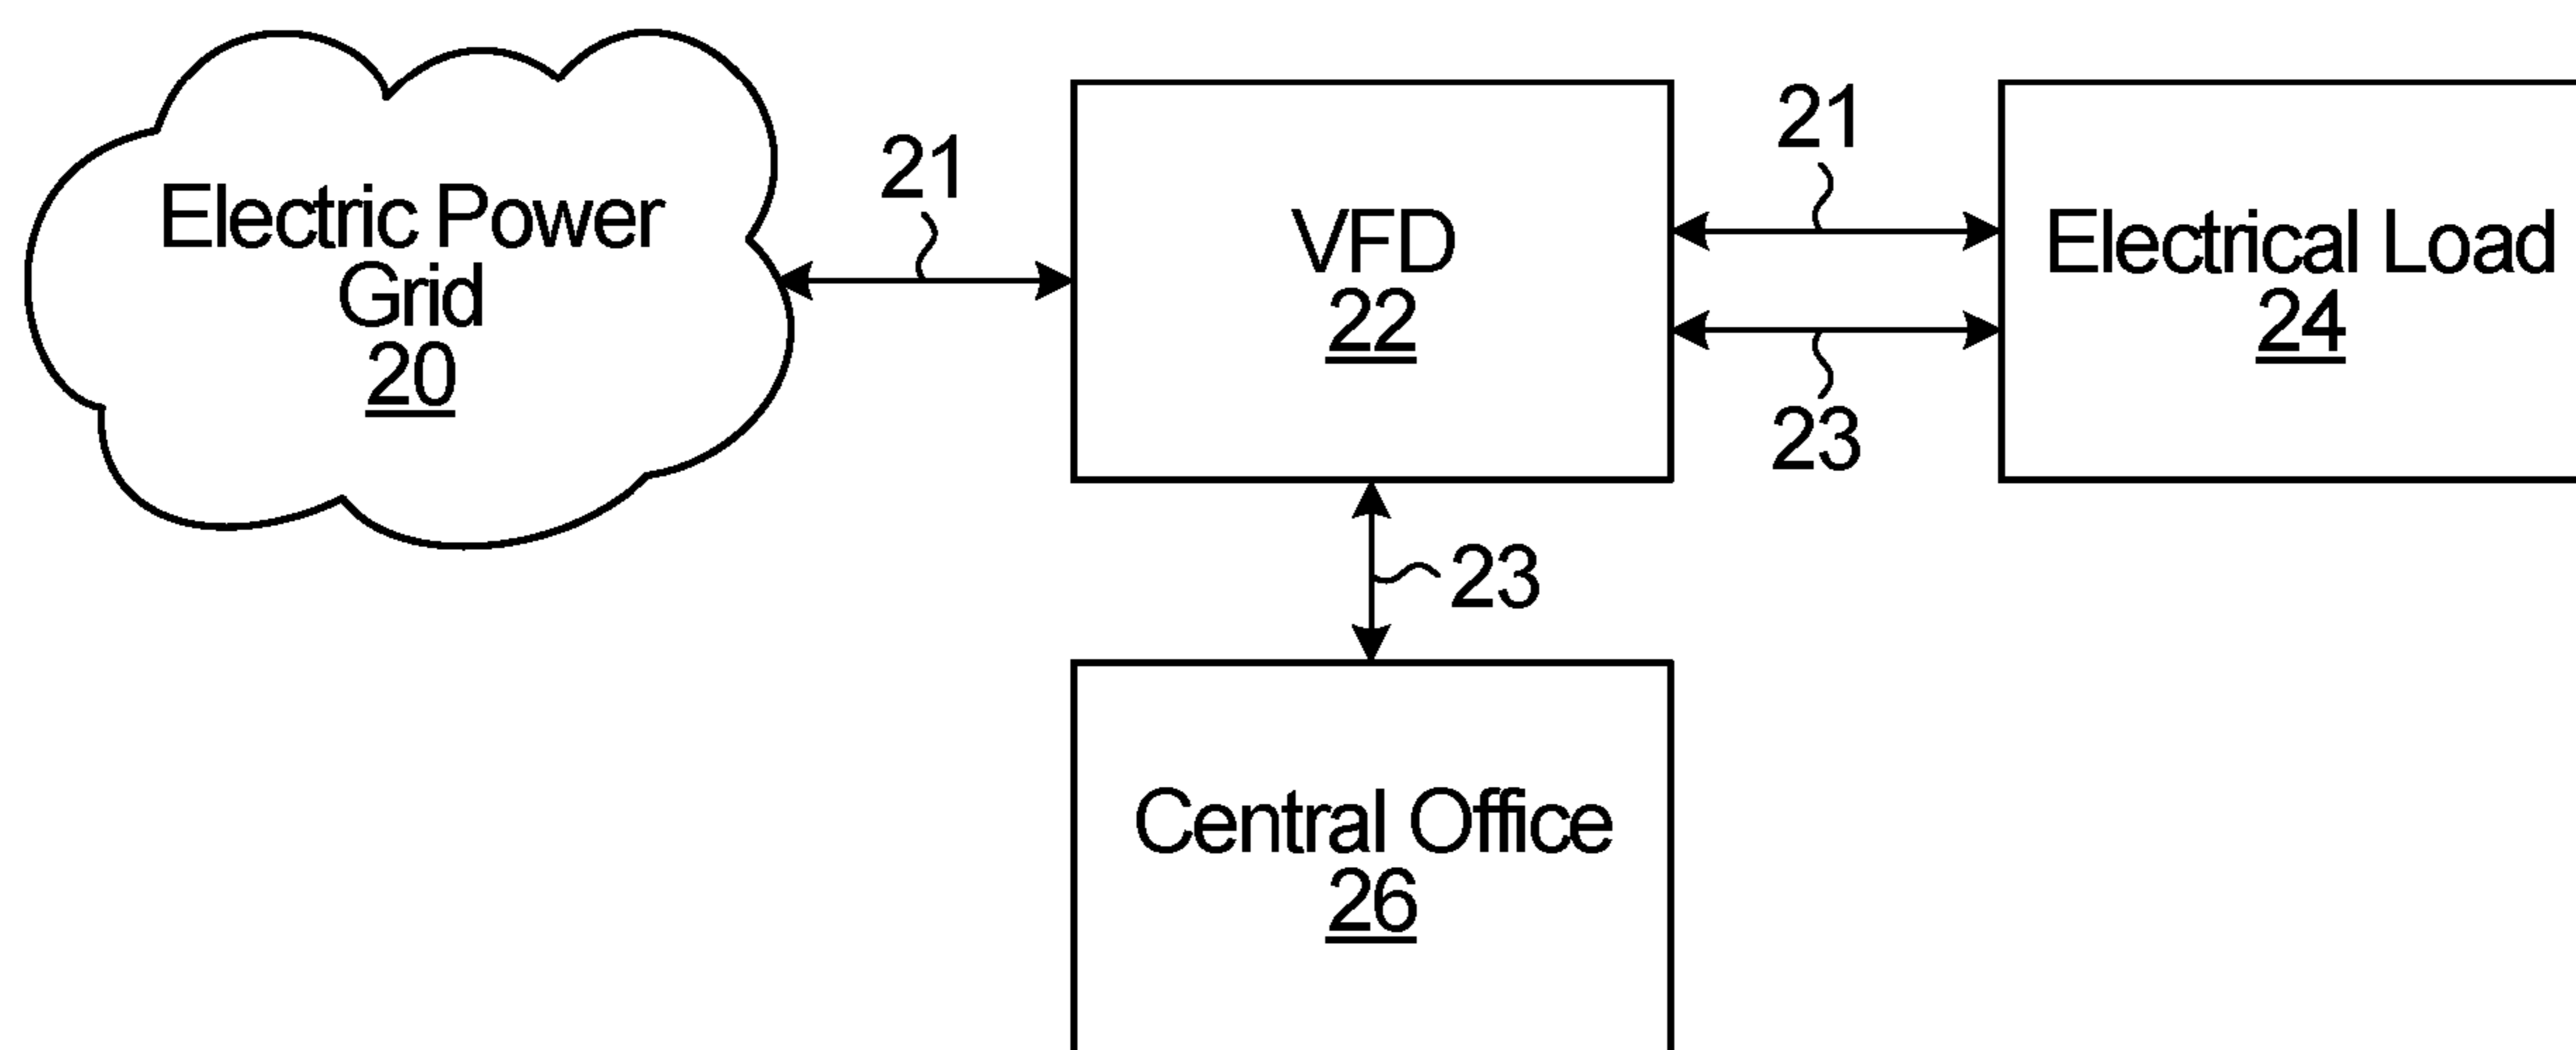 Electric Power
Grid
20
21
VFD
22
21
23
Electrical Load
24
23
Central Office
26